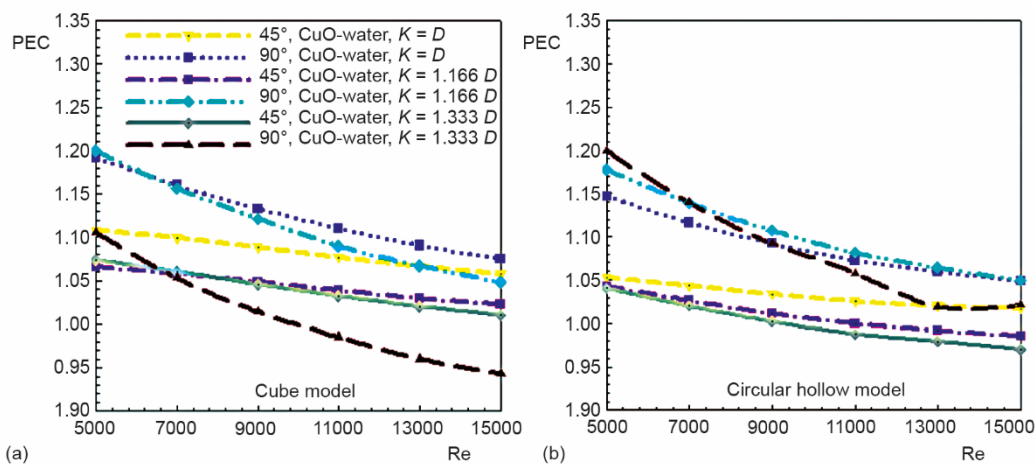 PEC
1.35
1.30
1.25
1.20
1.15
1.10
1.05
1.00
0.95
1.90
45°, CuO-water, K = D
90°, CuO-water, K = D
45°, CuO-water, K = 1.166 D
90°, CuO-water, K = 1.166 D
45°, CuO-water, K = 1.333 D
90°, CuO-water, K = 1.333 D
Cube model
5000 7000 9000 11000 13000 15000
(a) Re
PEC
1.35
1.30
1.25
1.20
1.15
1.10
1.05
1.00
0.95
1.90
Circular hollow model
5000 7000 9000 11000 13000 15000
(b) Re